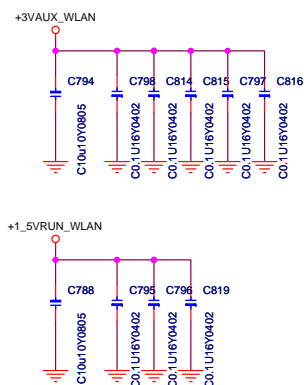 +3VAUX_WLAN
C794 C798 C814 C815 C797 C816
C10u10Y0805 C0.1U16Y0402 C0.1U16Y0402 C0.1U16Y0402 C0.1U16Y0402 C0.1U16Y0402
+1_5VRUN_WLAN
C788 C795 C796 C819
C10u10Y0805 C0.1U16Y0402 C0.1U16Y0402 C0.1U16Y0402